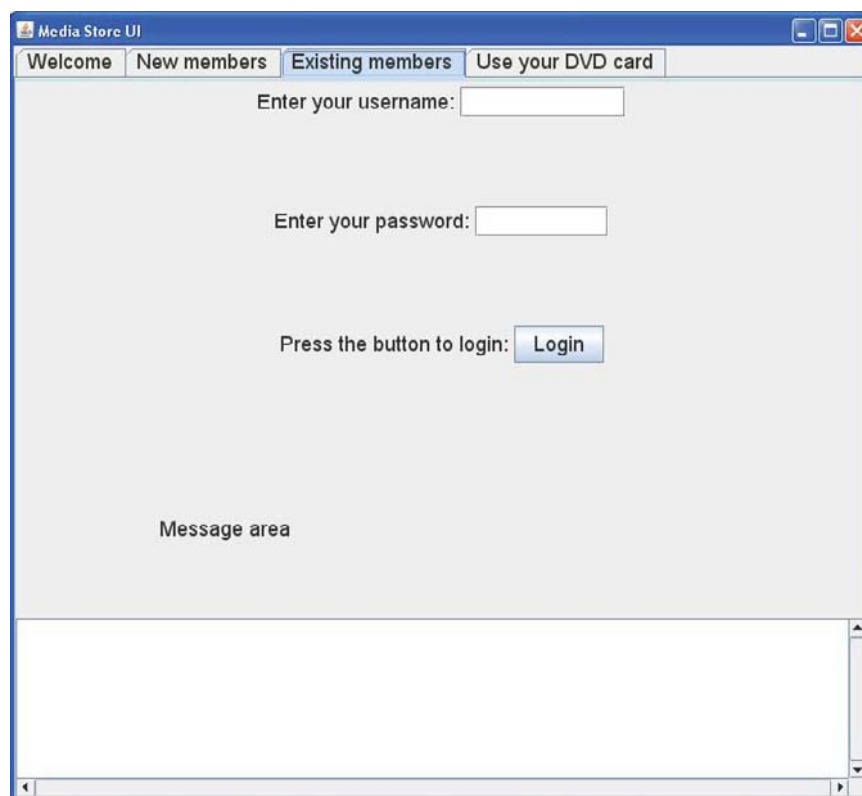 Media Store UI
Welcome New members Existing members Use your DVD card
Enter your username:
Enter your password:
Press the button to login: Login
Message area